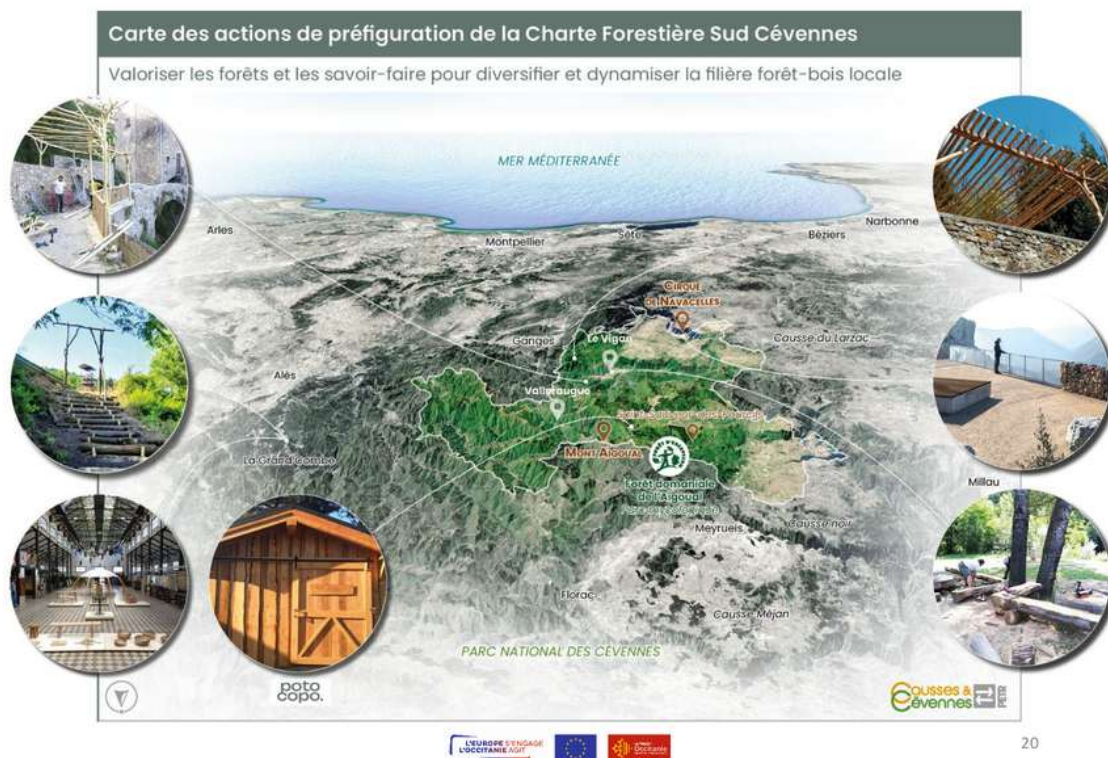 Carte des actions de préfiguration de la Charte Forestière Sud Cévennes
Valoriser les forêts et les savoir-faire pour diversifier et dynamiser la filière forêt-bois locale
MER MÉDITERRANÉE
Arles
Montpellier
Sète
Béziers
Narbonne
CIRQUE
DE NAVACELLES
Ganges
Le Vigan
Causse du Larzac
Alès
Valleraugue
La Grand Combe
MONT AIGOUAL
Forêt domaniale
de l'Aigoual
Millau
Meyrueis
Causse noir
Florac
Causse Méjan
PARC NATIONAL DES CÉVENNES
poto
copo.
Causses &
Cévennes
PETR
L'EUROPE S'ENGAGE
L'OCCITANIE AGIT
Occitanie
20